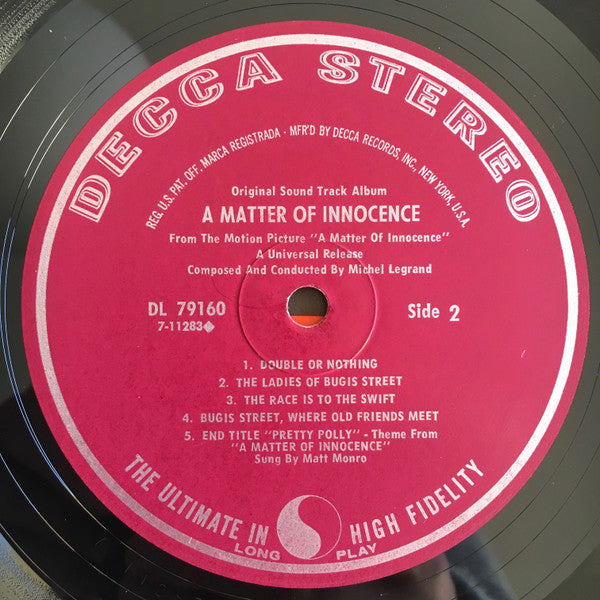 DECCA STEREO
REG. U.S. PAT. OFF. MARCA REGISTRADA · MFR'D BY DECCA RECORDS, INC., NEW YORK, U.S.A.
Original Sound Track Album
A MATTER OF INNOCENCE
From The Motion Picture "A Matter Of Innocence"
A Universal Release
Composed And Conducted By Michel Legrand
DL 79160
7-11283◆
Side 2
1. DOUBLE OR NOTHING
2. THE LADIES OF BUGIS STREET
3. THE RACE IS TO THE SWIFT
4. BUGIS STREET, WHERE OLD FRIENDS MEET
5. END TITLE "PRETTY POLLY" - Theme From
"A MATTER OF INNOCENCE"
Sung By Matt Monro
THE ULTIMATE IN HIGH FIDELITY
LONG PLAY